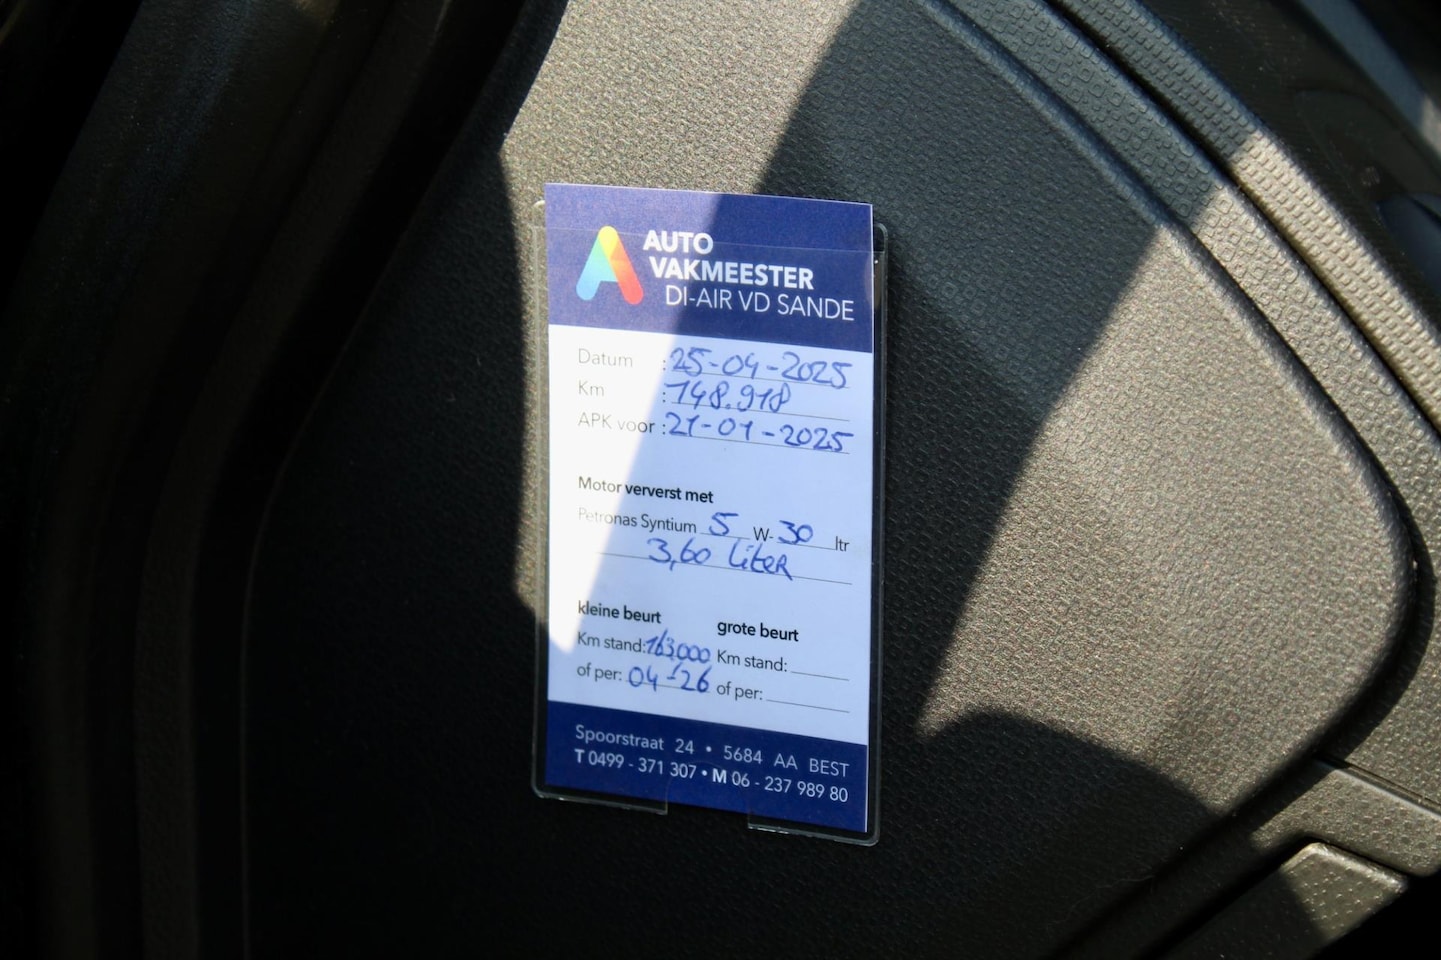 AUTO
VAKMEESTER
DI-AIR VD SANDE
Datum : 25-04-2025
Km : 148.918
APK voor : 21-01-2025
Motor ververst met
Petronas Syntium 5 W- 30 ltr
3,60 liter
kleine beurt grote beurt
Km stand: 163.000 Km stand:
of per: 04-'26 of per:
Spoorstraat 24 • 5684 AA BEST
T 0499 - 371 307 • M 06 - 237 989 80